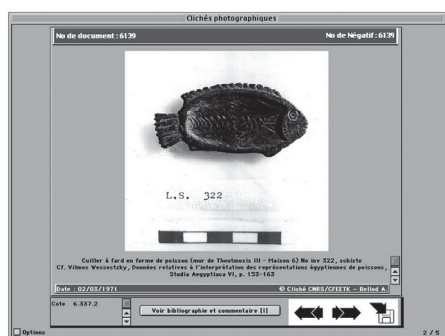 Clichés photographiques
No de document : 6139 No de Négatif : 6139
L.S. 322
Cuiller à fard en forme de poisson (mur de Thoutmosis III - Maison 6) No inv 322, schiste
Cf. Vilmos Wessetzky, Données relatives à l'interprétation des représentations égyptiennes de poissons,
Studia Aegyptiaca VI, p. 153-163
Date : 02/03/1971 © Cliché CNRS/CFEETK - Bellod A.
Cote 6.337.2
Voir bibliographie et commentaire [1]
Options 2 / 5